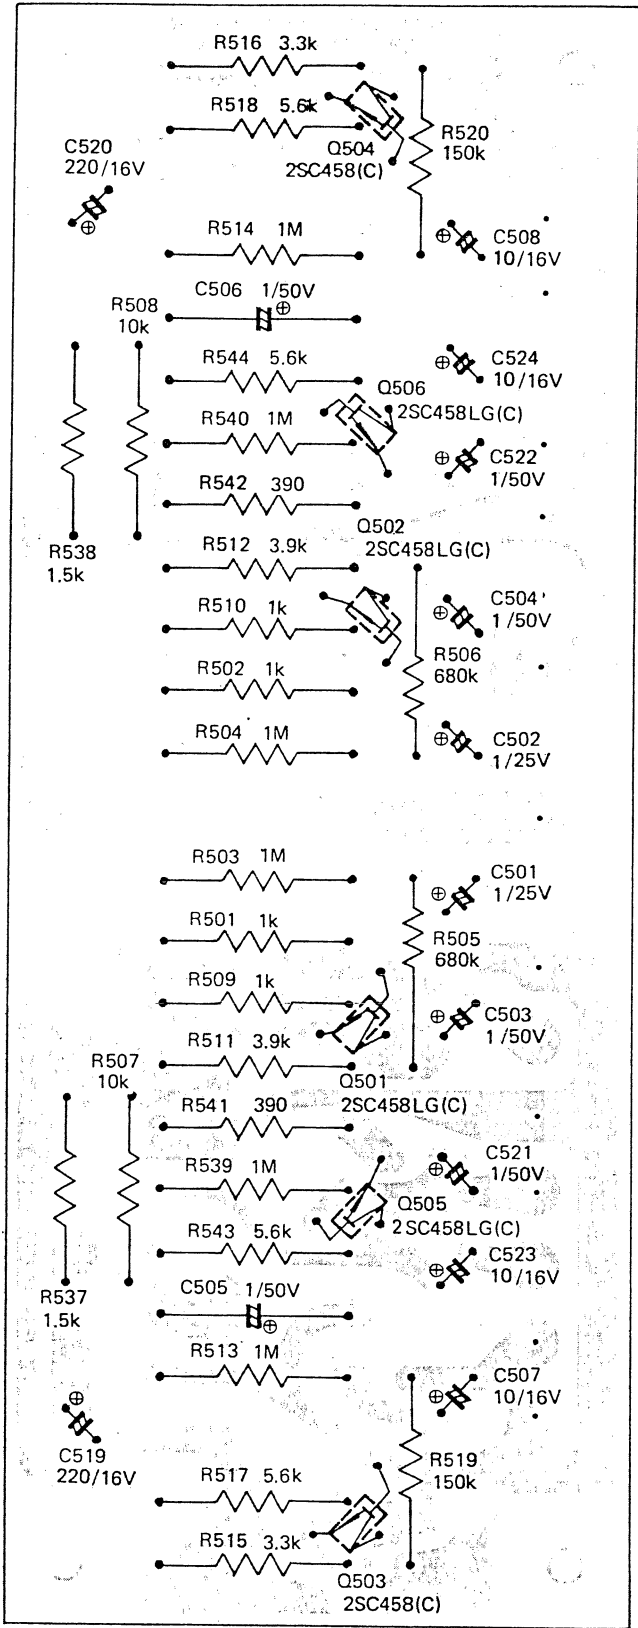 R516 3.3k
R518 5.6k
Q504
2SC458(C)
R520
150k
C520
220/16V
R514 1M
C508
10/16V
C506 1/50V
⊕
⊕
⊕
R508
10k
R544 5.6k
⊕
C524
10/16V
Q506
2SC458LG(C)
R540 1M
⊕
C522
1/50V
R542 390
R538
1.5k
Q502
2SC458LG(C)
R512 3.9k
R510 1k
⊕
C504
1/50V
R506
680k
R502 1k
R504 1M
⊕
C502
1/25V
R503 1M
⊕
C501
1/25V
R501 1k
R505
680k
R509 1k
⊕
C503
1/50V
R511 3.9k
R507
10k
Q501
2SC458LG(C)
R541 390
⊕
C521
1/50V
R539 1M
Q505
2SC458LG(C)
R543 5.6k
⊕
C523
10/16V
R537
1.5k
C505 1/50V
⊕
R513 1M
⊕
C507
10/16V
⊕
C519
220/16V
R519
150k
R517 5.6k
R515 3.3k
Q503
2SC458(C)